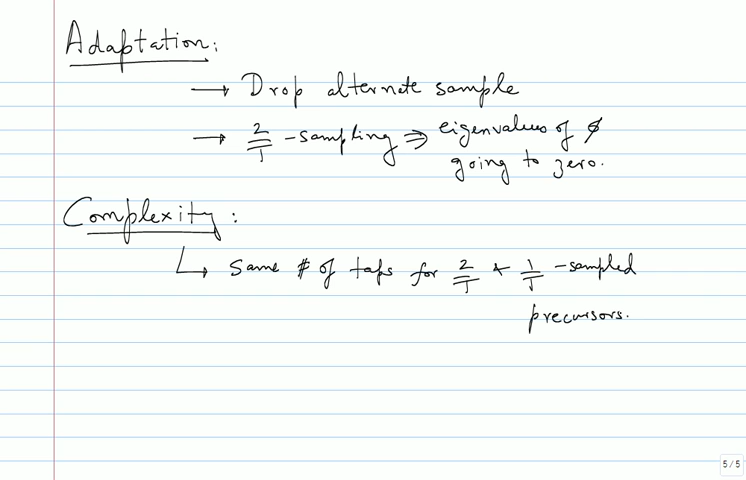 Adaptation:
→ Drop alternate sample
→ 2/T - sampling ⇒ eigenvalues of φ
going to zero.
Complexity:
↳ same # of taps for 2/T & 1/T - sampled
precursors.
5/5